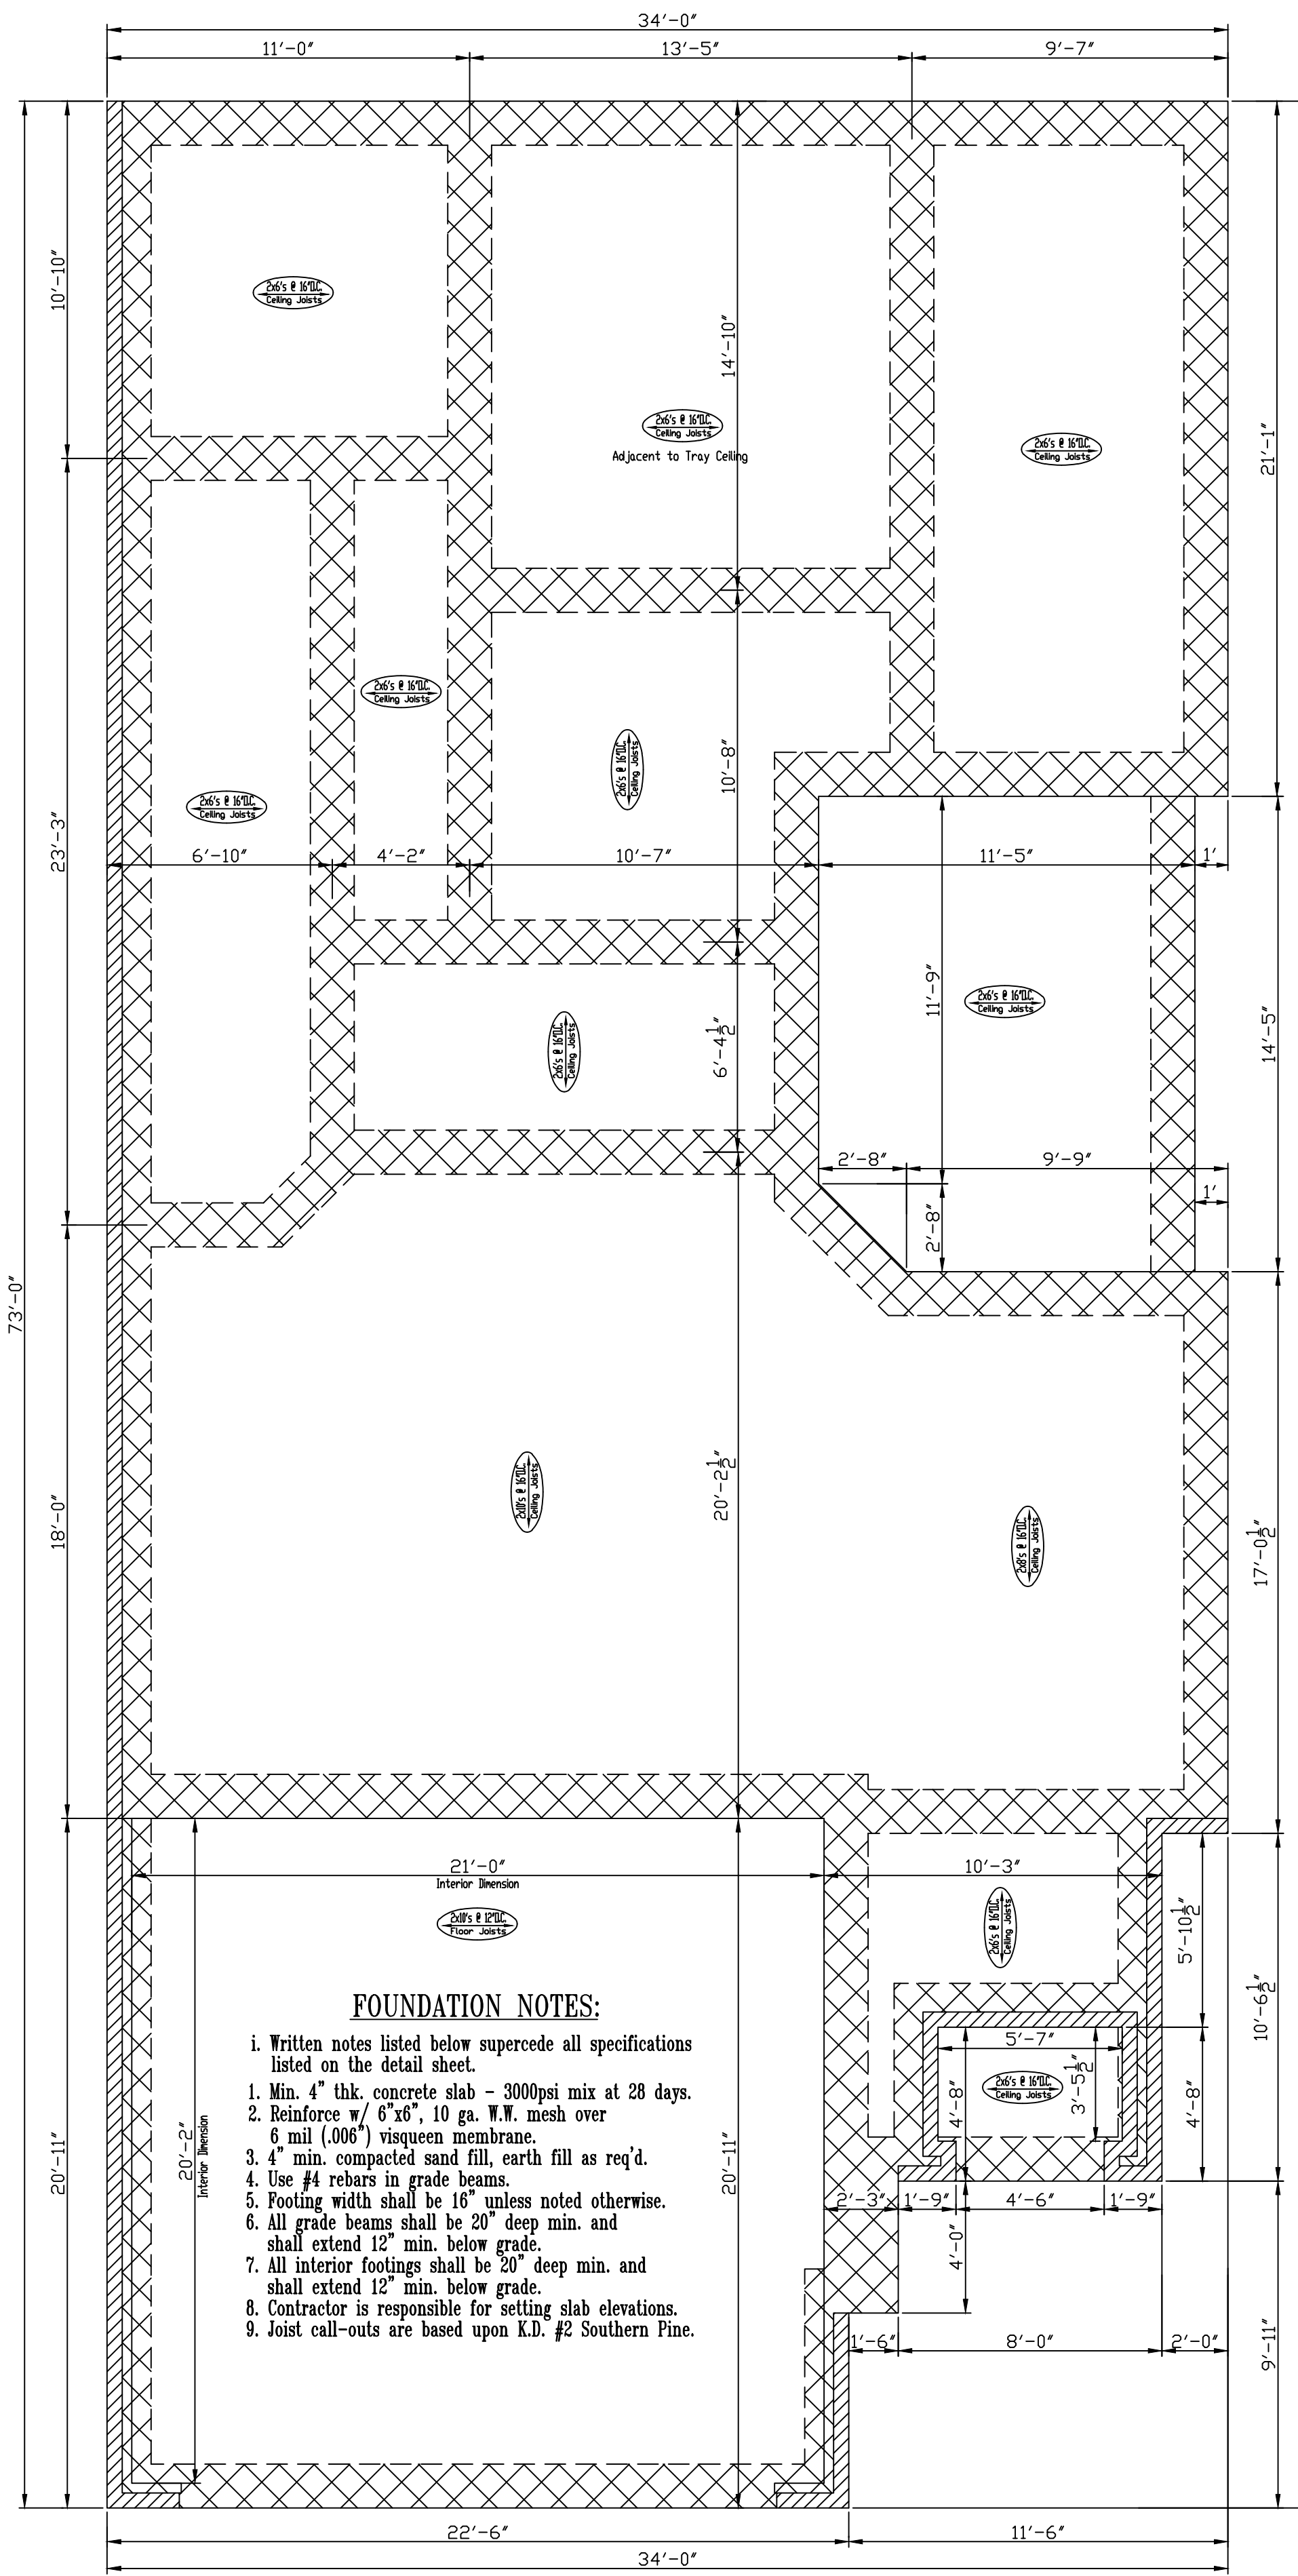 34'-0"
11'-0" 13'-5" 9'-7"
10'-10"
2x6's @ 16"O.C.
Ceiling Joists
14'-10"
2x6's @ 16"O.C.
Ceiling Joists
Adjacent to Tray Ceiling
2x6's @ 16"O.C.
Ceiling Joists
21'-1"
2x6's @ 16"O.C.
Ceiling Joists
2x6's @ 16"O.C.
Ceiling Joists
10'-8"
2x6's @ 16"O.C.
Ceiling Joists
23'-3"
6'-10" 4'-2" 10'-7" 11'-5" 1'
11'-9"
2x6's @ 16"O.C.
Ceiling Joists
14'-5"
2x6's @ 16"O.C.
Ceiling Joists
6'-4 1/2"
2'-8" 9'-9"
1'
2'-8"
73'-0"
2x10's @ 16"O.C.
Ceiling Joists
20'-2 1/2"
18'-0"
2x8's @ 16"O.C.
Ceiling Joists
17'-0 1/2"
21'-0"
Interior Dimension
10'-3"
2x10's @ 12"O.C.
Floor Joists
2x6's @ 16"O.C.
Ceiling Joists
5'-10 1/2"
10'-6 1/2"
FOUNDATION NOTES:
i. Written notes listed below supercede all specifications
listed on the detail sheet.
1. Min. 4" thk. concrete slab - 3000psi mix at 28 days.
2. Reinforce w/ 6"x6", 10 ga. W.W. mesh over
6 mil (.006") visqueen membrane.
3. 4" min. compacted sand fill, earth fill as req'd.
4. Use #4 rebars in grade beams.
5. Footing width shall be 16" unless noted otherwise.
6. All grade beams shall be 20" deep min. and
shall extend 12" min. below grade.
7. All interior footings shall be 20" deep min. and
shall extend 12" min. below grade.
8. Contractor is responsible for setting slab elevations.
9. Joist call-outs are based upon K.D. #2 Southern Pine.
20'-11"
20'-2"
Interior Dimension
20'-11"
5'-7"
2x6's @ 16"O.C.
Ceiling Joists
4'-8"
3'-5 1/2"
4'-8"
2'-3" 1'-9" 4'-6" 1'-9"
4'-0"
1'-6" 8'-0" 2'-0"
9'-11"
22'-6" 11'-6"
34'-0"